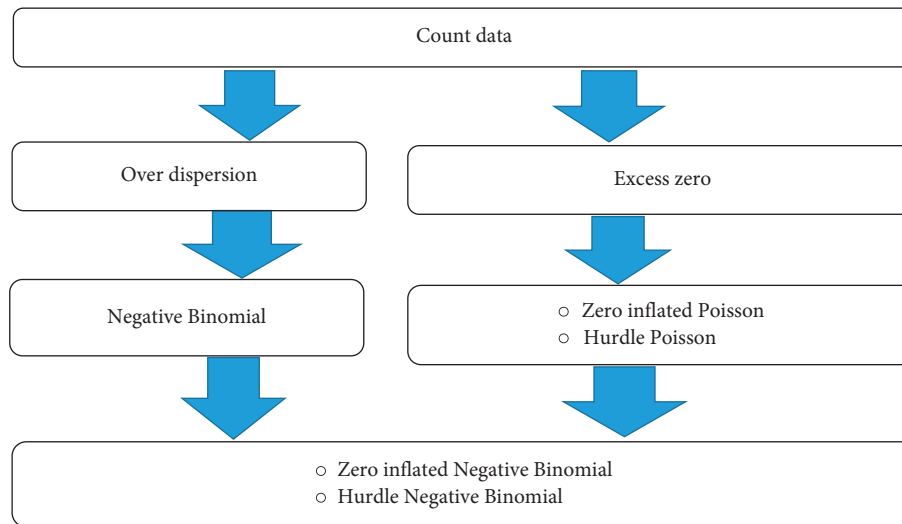 Count data
Over dispersion
Excess zero
Negative Binomial
○ Zero inflated Poisson
○ Hurdle Poisson
○ Zero inflated Negative Binomial
○ Hurdle Negative Binomial